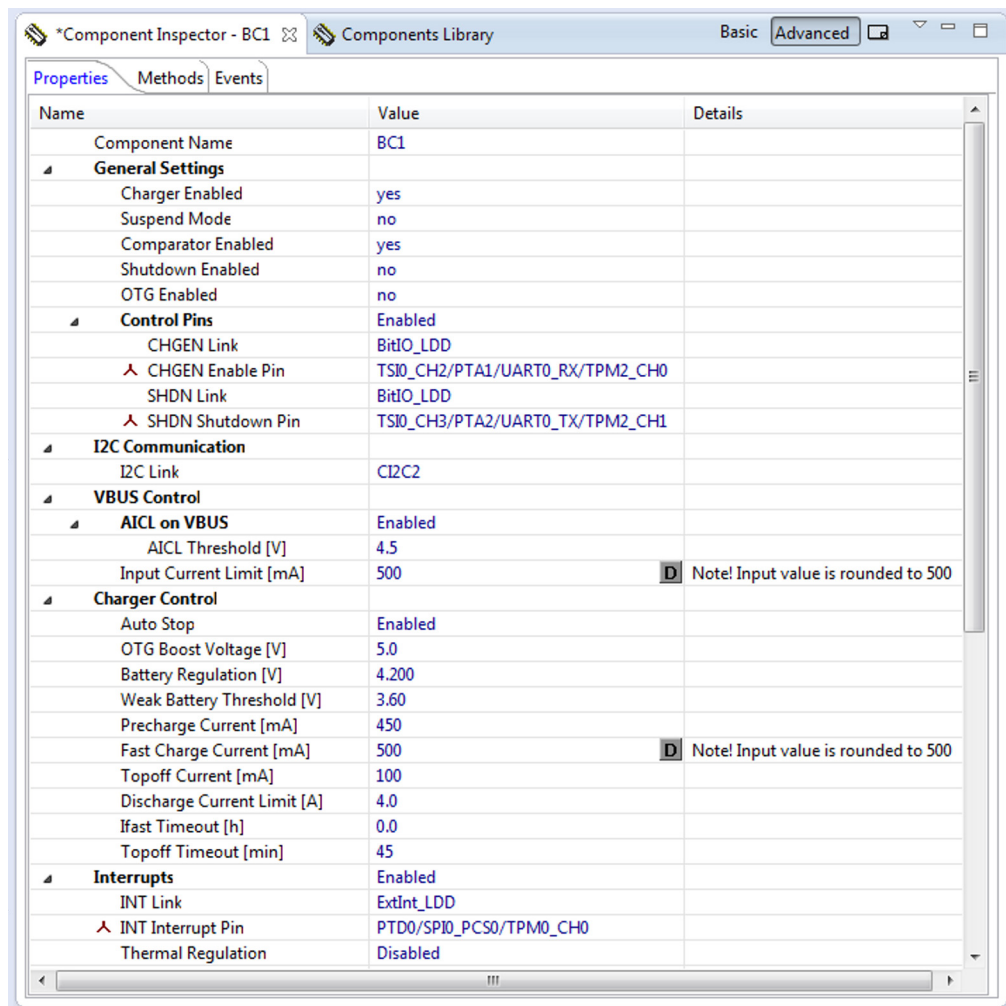 *Component Inspector - BC1 Components Library Basic Advanced
Properties Methods Events
Name Value Details
Component Name BC1
General Settings
Charger Enabled yes
Suspend Mode no
Comparator Enabled yes
Shutdown Enabled no
OTG Enabled no
Control Pins Enabled
CHGEN Link BitIO_LDD
CHGEN Enable Pin TSI0_CH2/PTA1/UART0_RX/TPM2_CH0
SHDN Link BitIO_LDD
SHDN Shutdown Pin TSI0_CH3/PTA2/UART0_TX/TPM2_CH1
I2C Communication
I2C Link CI2C2
VBUS Control
AICL on VBUS Enabled
AICL Threshold [V] 4.5
Input Current Limit [mA] 500 D Note! Input value is rounded to 500
Charger Control
Auto Stop Enabled
OTG Boost Voltage [V] 5.0
Battery Regulation [V] 4.200
Weak Battery Threshold [V] 3.60
Precharge Current [mA] 450
Fast Charge Current [mA] 500 D Note! Input value is rounded to 500
Topoff Current [mA] 100
Discharge Current Limit [A] 4.0
Ifast Timeout [h] 0.0
Topoff Timeout [min] 45
Interrupts Enabled
INT Link ExtInt_LDD
INT Interrupt Pin PTD0/SPI0_PCS0/TPM0_CH0
Thermal Regulation Disabled